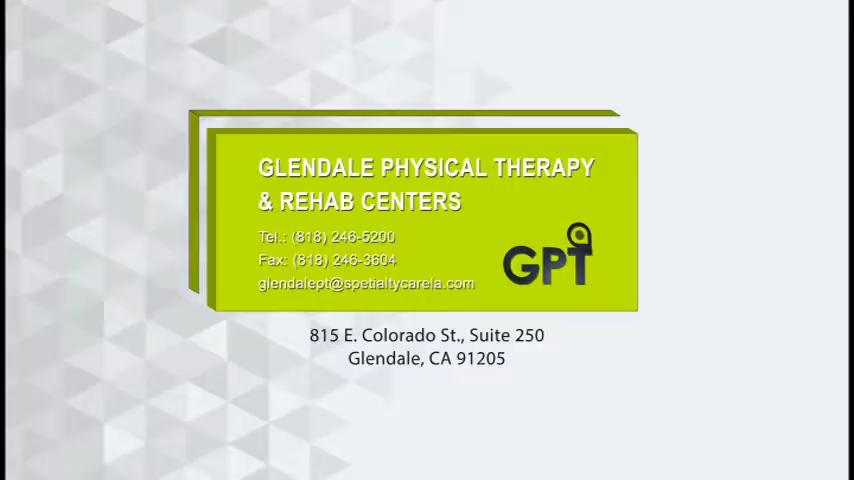 GLENDALE PHYSICAL THERAPY
& REHAB CENTERS
Tel.: (818) 246-5200
Fax: (818) 246-3604
glendalept@spetialtycarela.com
GPT
815 E. Colorado St., Suite 250
Glendale, CA 91205